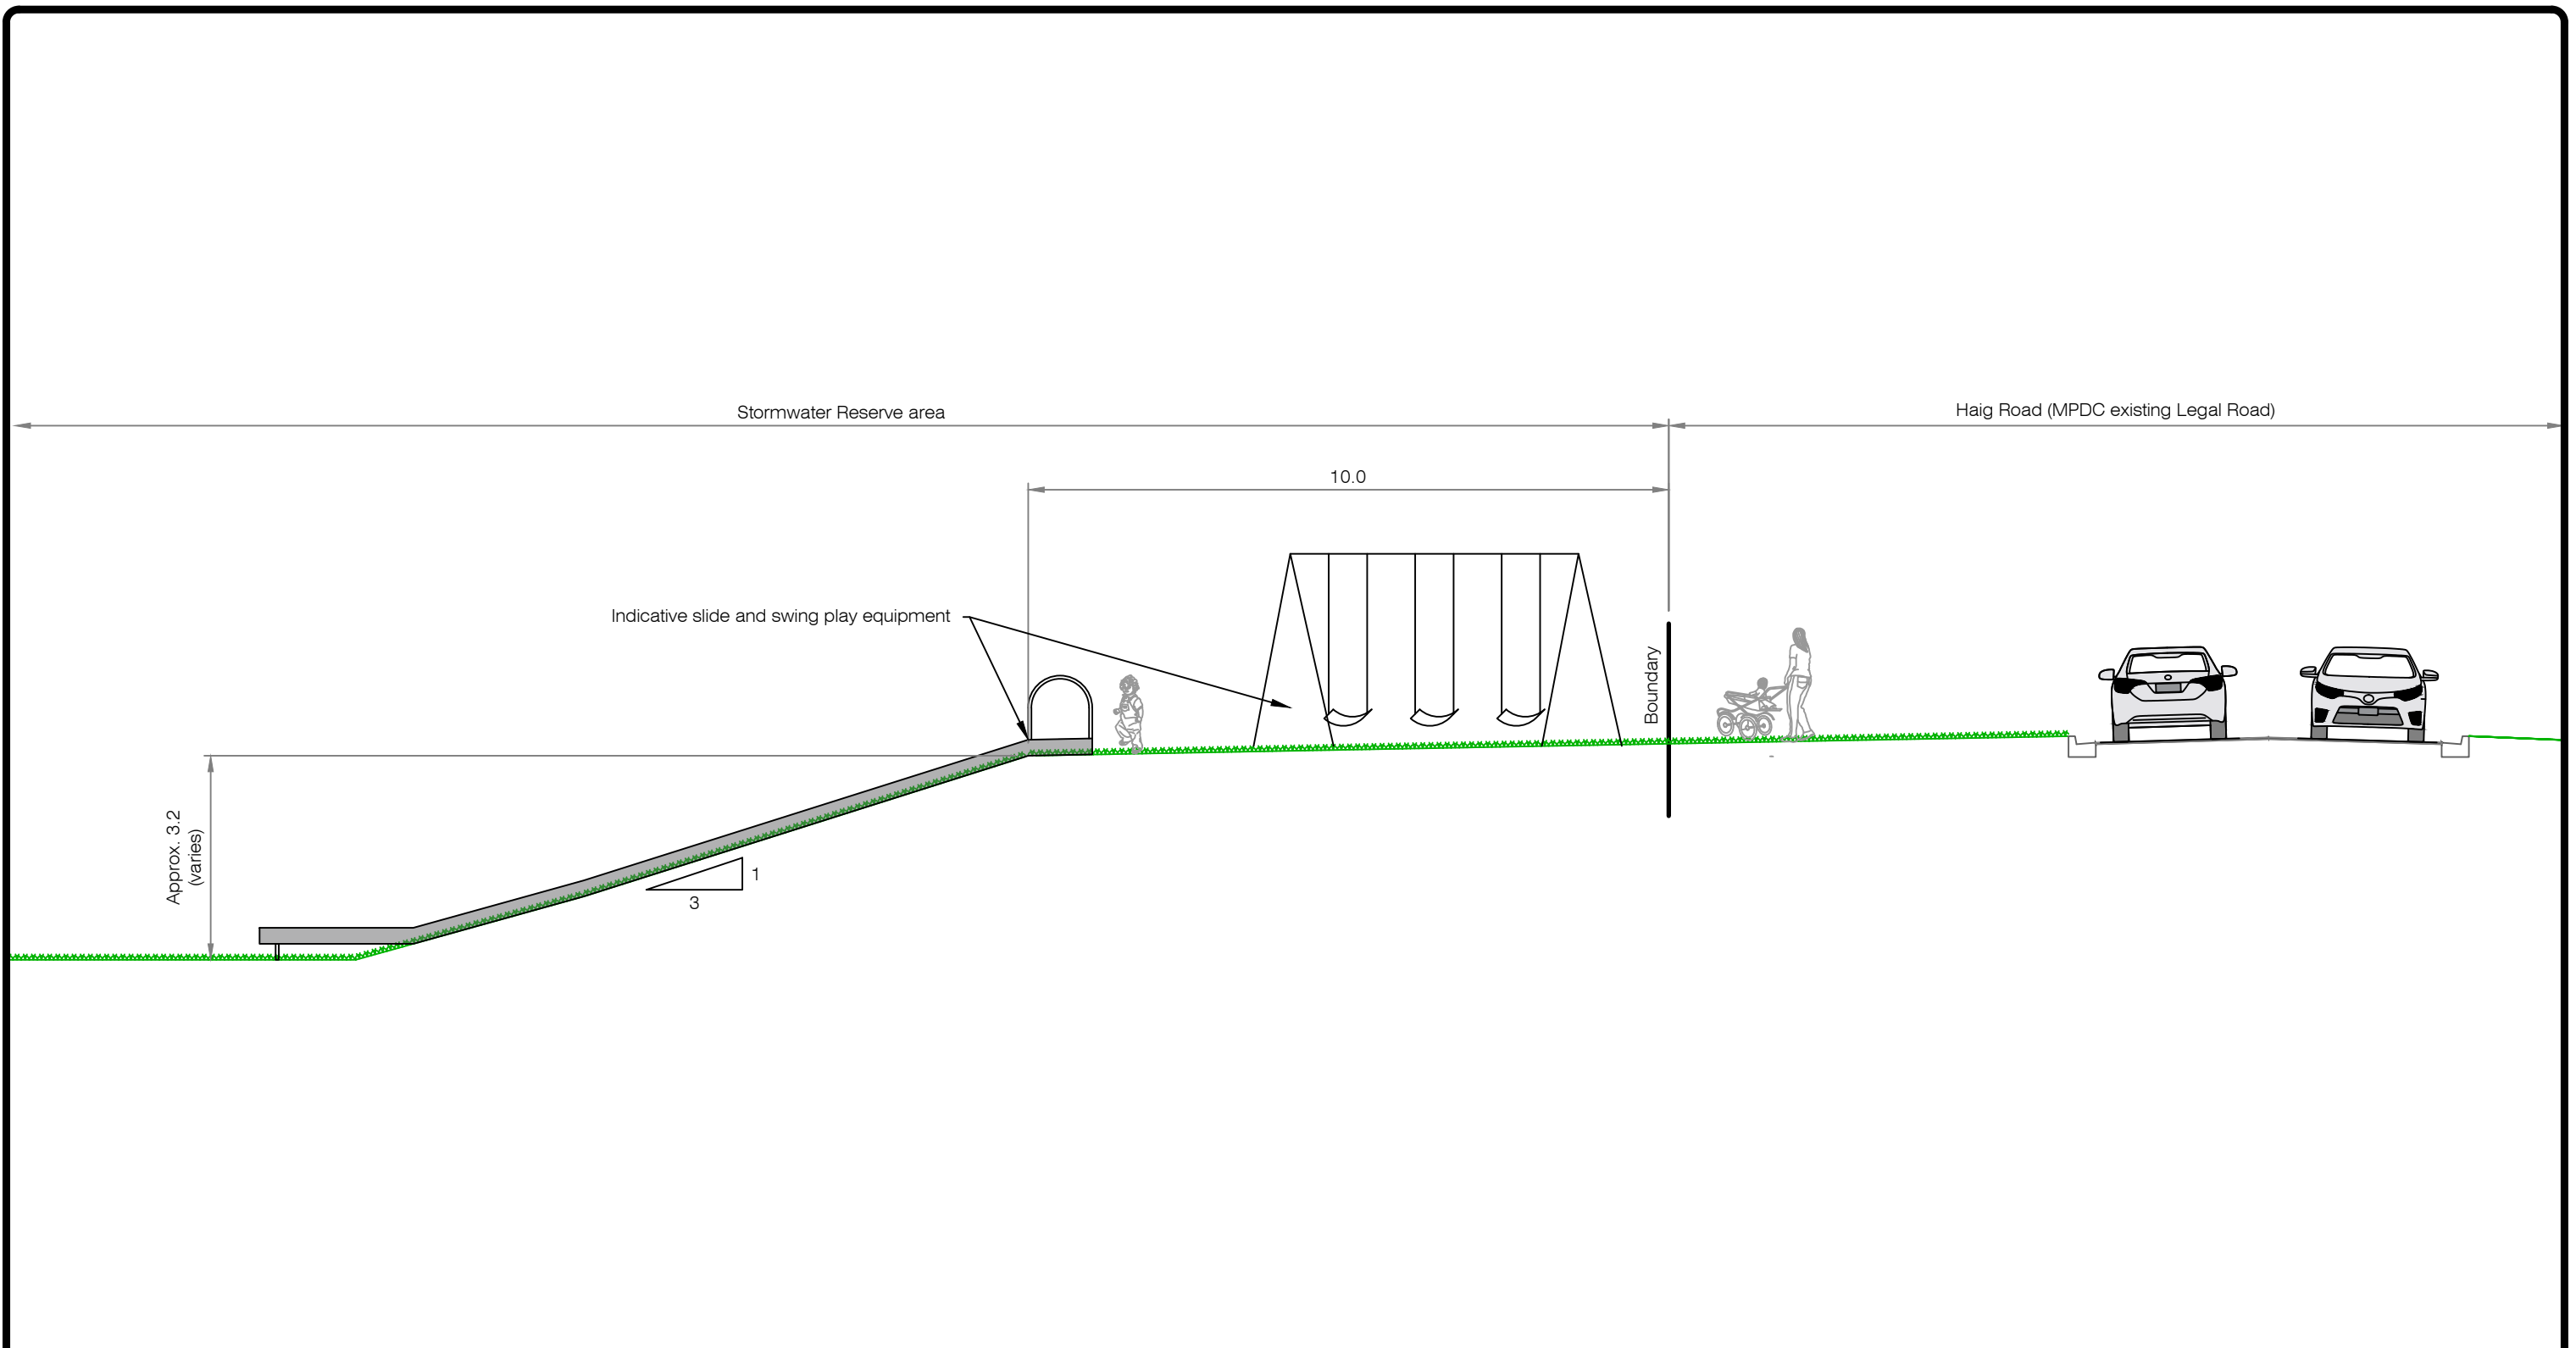 Stormwater Reserve area
Haig Road (MPDC existing Legal Road)
10.0
Indicative slide and swing play equipment
Boundary
Approx. 3.2
(varies)
1
3